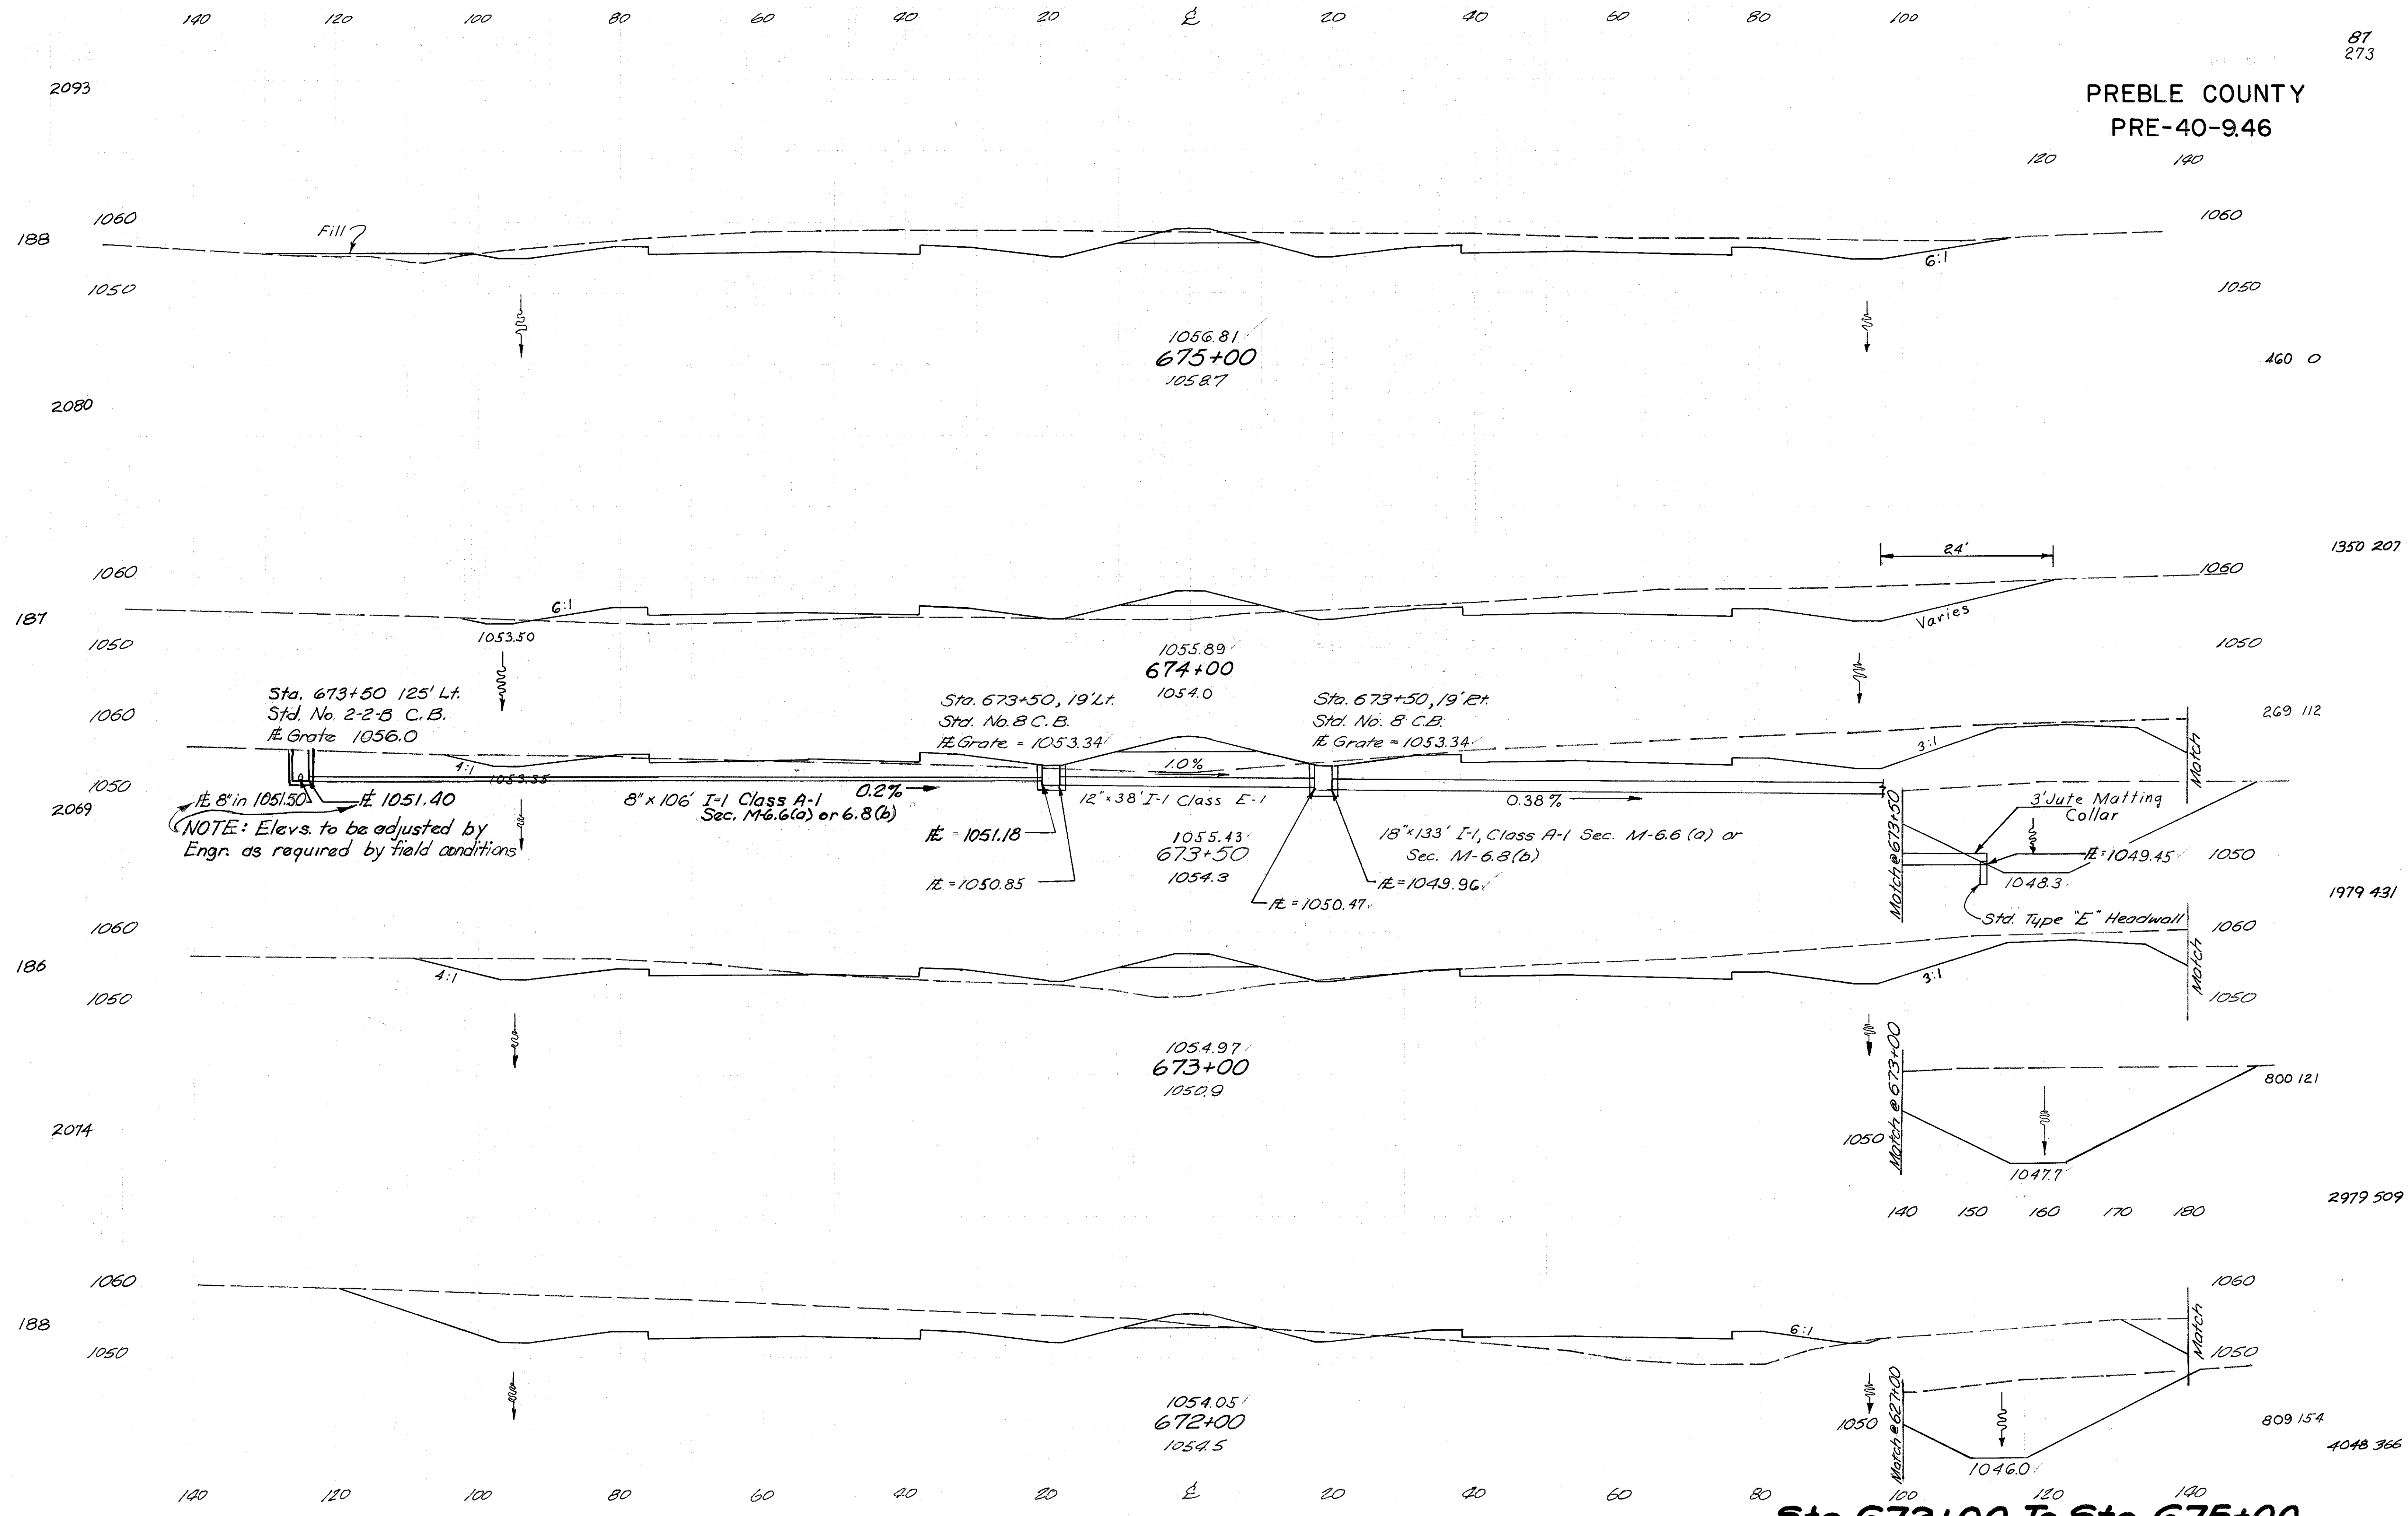 140 120 100 80 60 40 20 ℄ 20 40 60 80 100
87
273
2093
PREBLE COUNTY
PRE-40-9.46
120 140
1060 1060
188
Fill
6:1
1050 1050
1056.81
675+00
1058.7
460 0
2080
24'
1350 207
1060 1060
187
6:1
1053.50
Varies
1050 1050
1055.89
674+00
1054.0
Sta. 673+50 125' Lt.
Std. No. 2-2-B C.B.
Grate 1056.0
Sta. 673+50, 19' Lt.
Std. No. 8 C.B.
Grate = 1053.34
Sta. 673+50, 19' Rt.
Std. No. 8 C.B.
Grate = 1053.34
269 112
1060
4:1
1053.35
1.0%
3:1
Match
1050
2069
8" in 1051.50
1051.40
8" x 106' I-1 Class A-1
Sec. M-6.6(a) or 6.8(b)
0.2%
12" x 38' I-1 Class E-1
0.38%
3' Jute Matting
Collar
NOTE: Elevs. to be adjusted by
Engr. as required by field conditions
= 1051.18
1055.43
673+50
1054.3
18" x 133' I-1, Class A-1 Sec. M-6.6 (a) or
Sec. M-6.8(b)
Match @ 673+50
= 1049.45 1050
= 1050.85
= 1049.96
1048.3
= 1050.47
1979 431
Std. Type "E" Headwall
1060 1060
186
4:1
3:1
Match
1050 1050
1054.97
673+00
1050.9
Match @ 673+00
800 121
2074
1050
1047.7
2979 509
140 150 160 170 180
1060 1060
188
6:1
Match
1050 1050
1054.05
672+00
1054.5
Match @ 627+00
1050
809 154
1046.0
4048 366
140 120 100 80 60 40 20 ℄ 20 40 60 80 100 120 140
Sta. 672+00 To Sta. 675+00